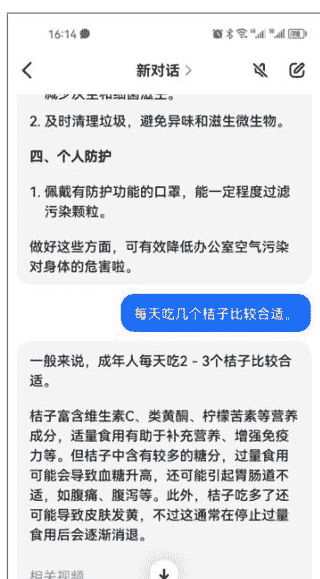 16:14
新对话 >
减少灰尘和细菌滋生。
2. 及时清理垃圾，避免异味和滋生微生物。
四、个人防护
1. 佩戴有防护功能的口罩，能一定程度过滤
污染颗粒。
做好这些方面，可有效降低办公室空气污染
对身体的危害啦。
每天吃几个桔子比较合适。
一般来说，成年人每天吃2 - 3个桔子比较合
适。
桔子富含维生素C、类黄酮、柠檬苦素等营养
成分，适量食用有助于补充营养、增强免疫
力等。但桔子中含有较多的糖分，过量食用
可能会导致血糖升高，还可能引起胃肠道不
适，如腹痛、腹泻等。此外，桔子吃多了还
可能导致皮肤发黄，不过这通常在停止过量
食用后会逐渐消退。
相关视频